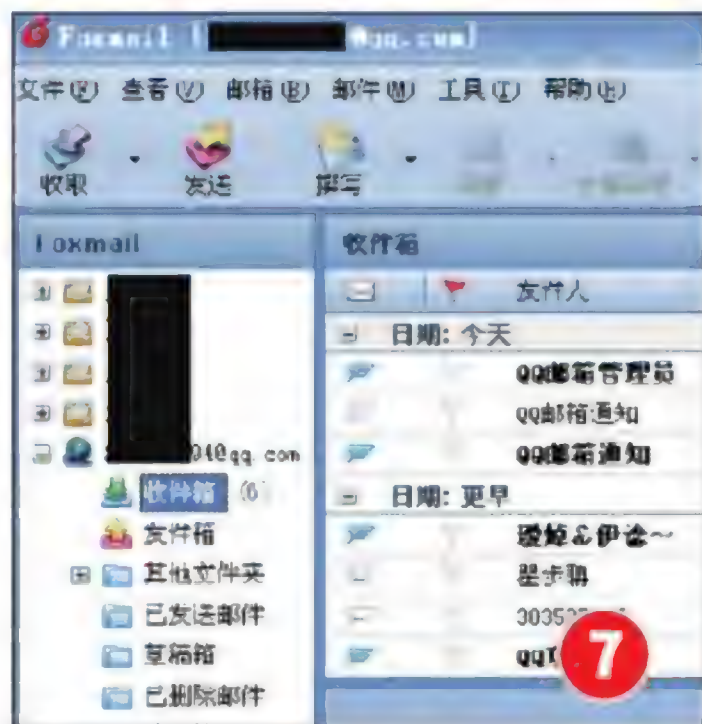 Foxmail [ @qq.com]
文件(F) 查看(V) 邮箱(B) 邮件(M) 工具(T) 帮助(H)
收取 发送 撰写
Foxmail
040@qq.com
收件箱 (6)
发件箱
其他文件夹
已发送邮件
草稿箱
已删除邮件
收件箱
发件人
日期: 今天
QQ邮箱管理员
QQ邮箱通知
QQ邮箱通知
日期: 更早
7